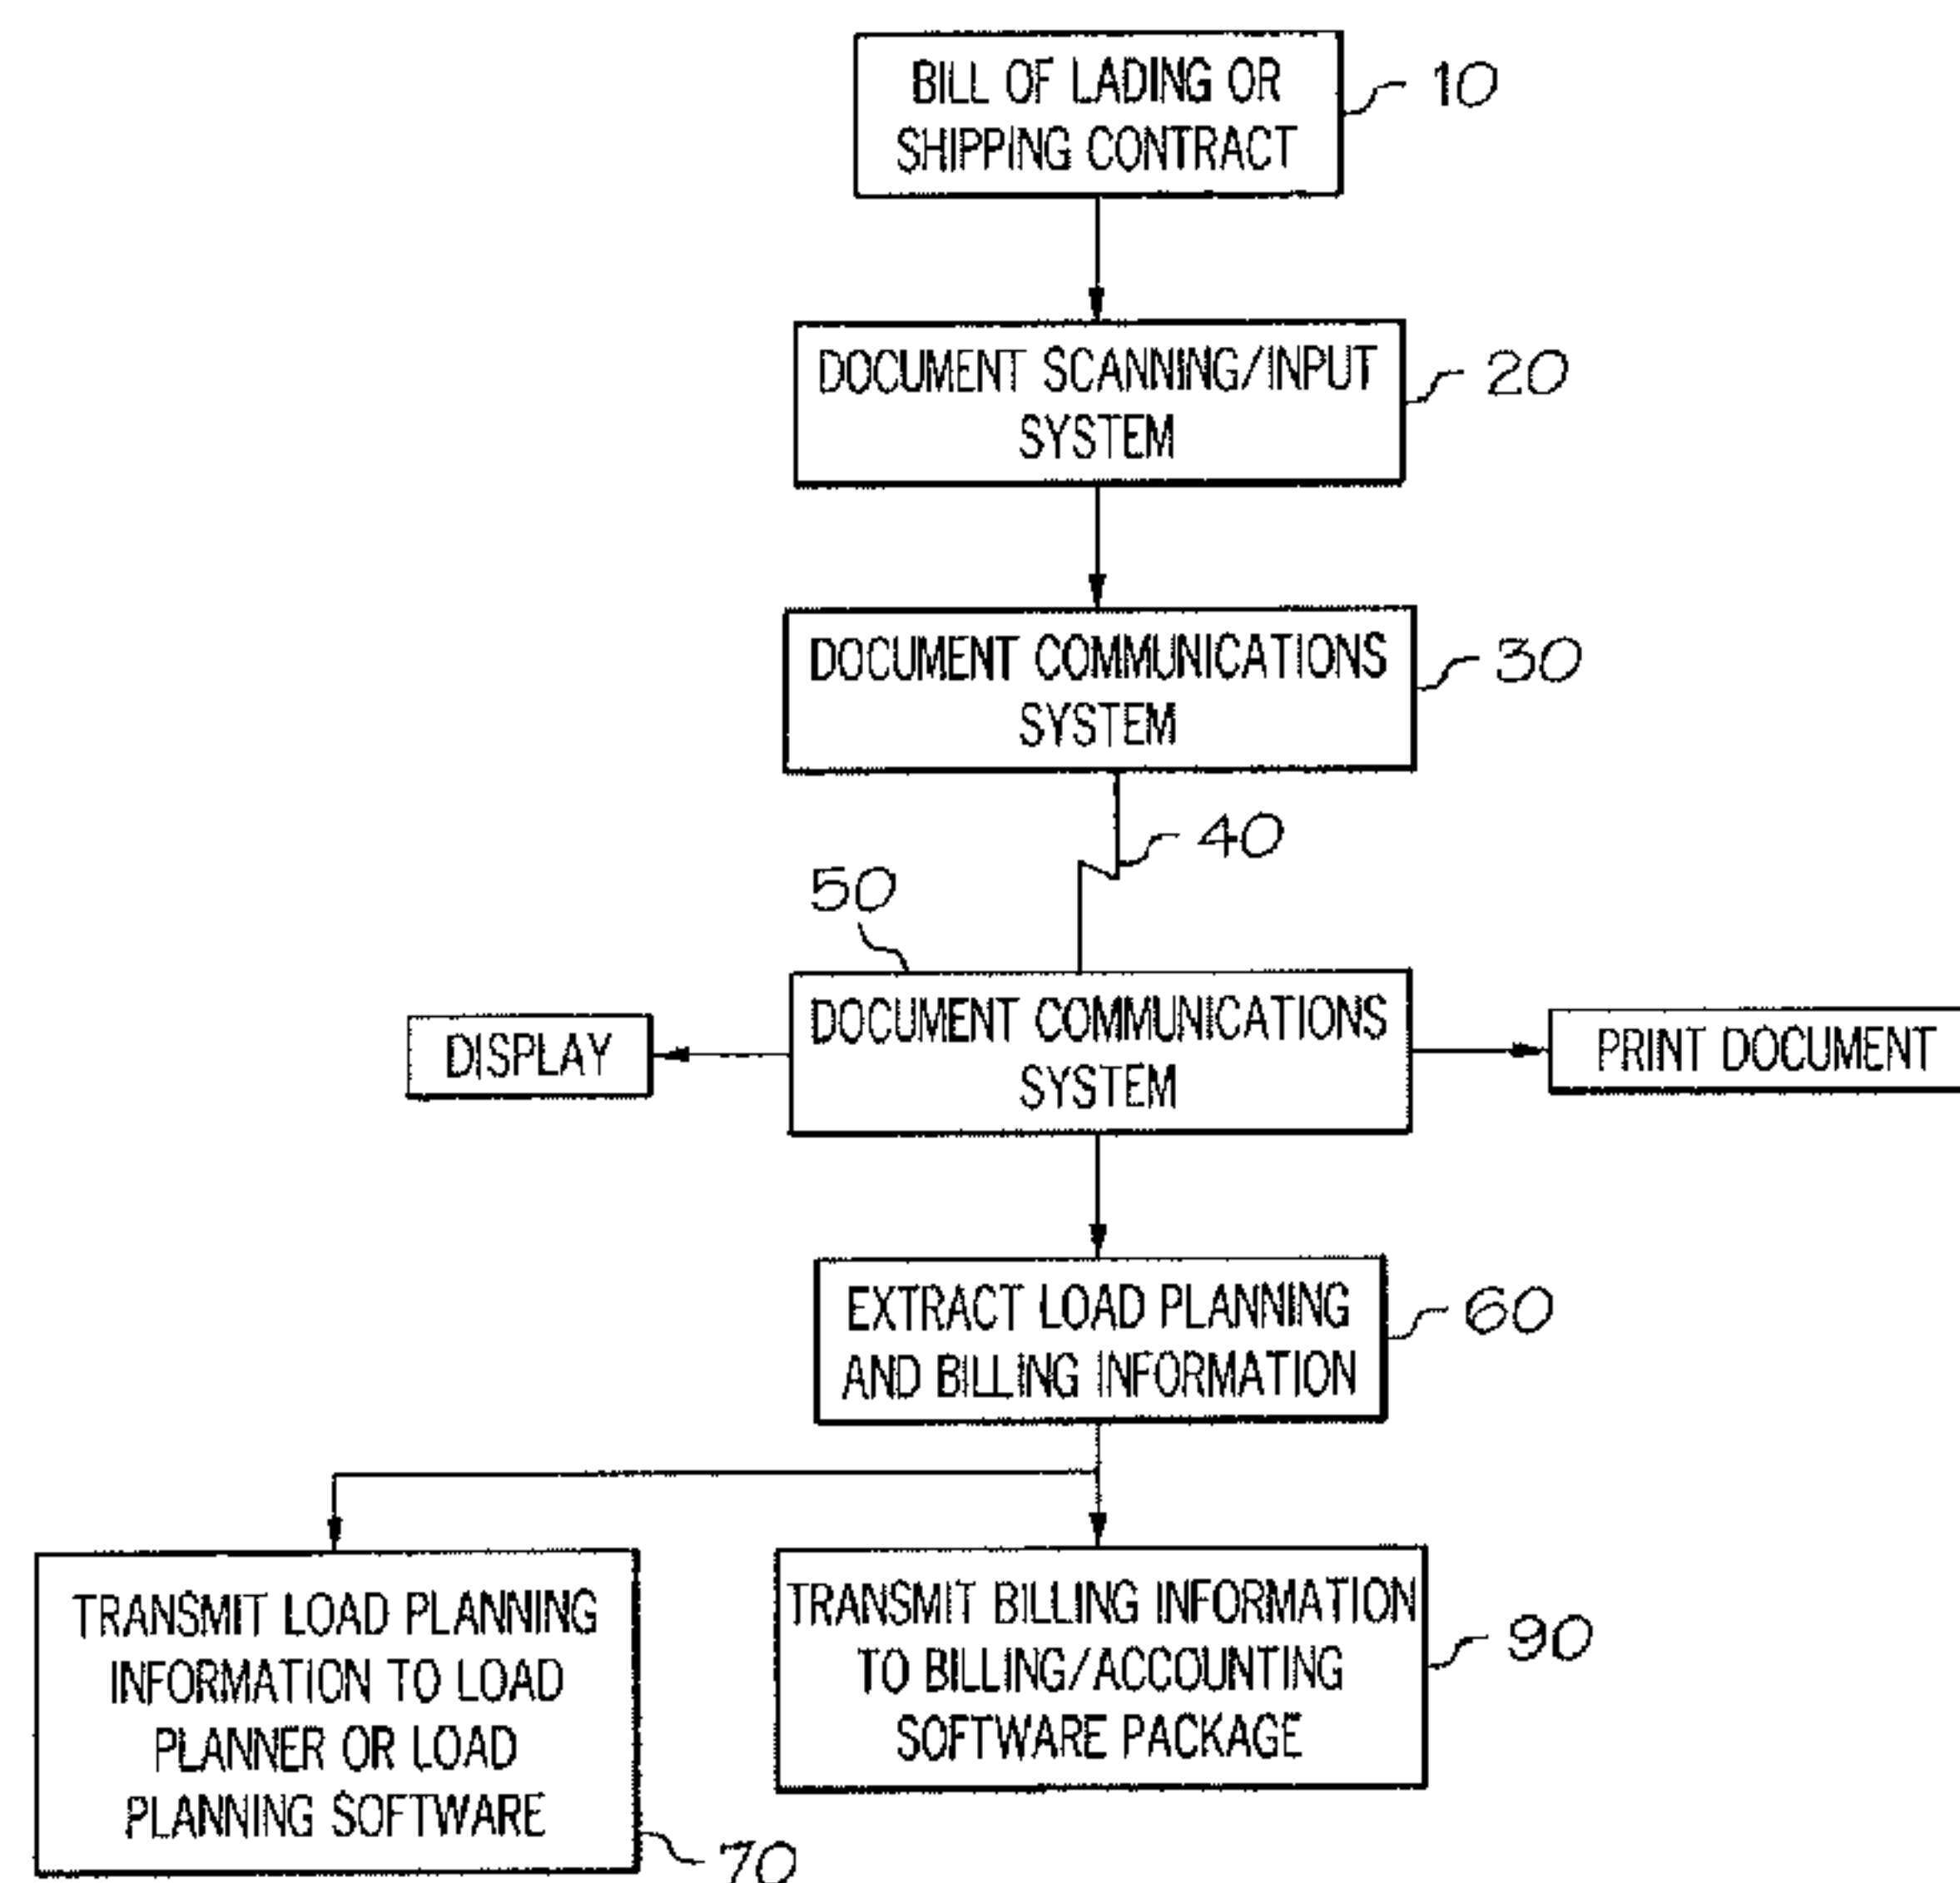 BILL OF LADING OR
SHIPPING CONTRACT
10
DOCUMENT SCANNING/INPUT
SYSTEM
20
DOCUMENT COMMUNICATIONS
SYSTEM
30
40
50
DOCUMENT COMMUNICATIONS
SYSTEM
DISPLAY
PRINT DOCUMENT
EXTRACT LOAD PLANNING
AND BILLING INFORMATION
60
TRANSMIT LOAD PLANNING
INFORMATION TO LOAD
PLANNER OR LOAD
PLANNING SOFTWARE
70
TRANSMIT BILLING INFORMATION
TO BILLING/ACCOUNTING
SOFTWARE PACKAGE
90